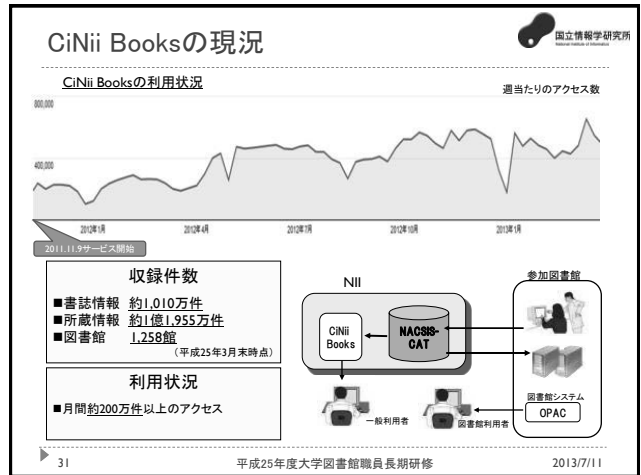 CiNii Booksの現況
国立情報学研究所
National Institute of Informatics
CiNii Booksの利用状況
週当たりのアクセス数
800,000
400,000
2012年1月
2012年4月
2012年7月
2012年10月
2013年1月
2011.11.9サービス開始
収録件数
■書誌情報 約1,010万件
■所蔵情報 約1億1,955万件
■図書館 1,258館
(平成25年3月末時点)
利用状況
■月間約200万件以上のアクセス
NII
CiNii
Books
NACSIS-
CAT
一般利用者
図書館利用者
参加図書館
図書館システム
OPAC
31
平成25年度大学図書館職員長期研修
2013/7/11